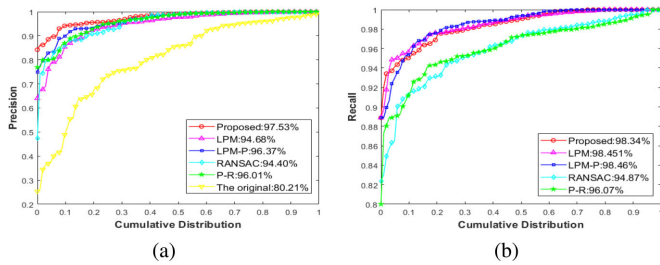 1
0.9
0.8
0.7
0.6
0.5
0.4
0.3
0.2
Precision
0 0.1 0.2 0.3 0.4 0.5 0.6 0.7 0.8 0.9 1
Cumulative Distribution
Proposed:97.53%
LPM:94.68%
LPM-P:96.37%
RANSAC:94.40%
P-R:96.01%
The original:80.21%
(a)
1
0.98
0.96
0.94
0.92
0.9
0.88
0.86
0.84
0.82
0.8
Recall
0 0.1 0.2 0.3 0.4 0.5 0.6 0.7 0.8 0.9 1
Cumulative Distribution
Proposed:98.34%
LPM:98.451%
LPM-P:98.46%
RANSAC:94.87%
P-R:96.07%
(b)